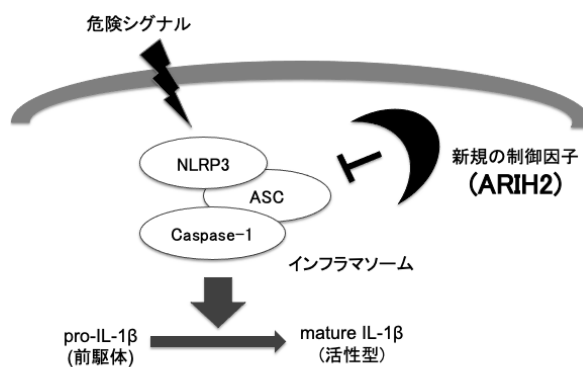 危険シグナル
NLRP3
ASC
Caspase-1
インフラマソーム
新規の制御因子
(ARIH2)
pro-IL-1β
(前駆体)
mature IL-1β
(活性型)